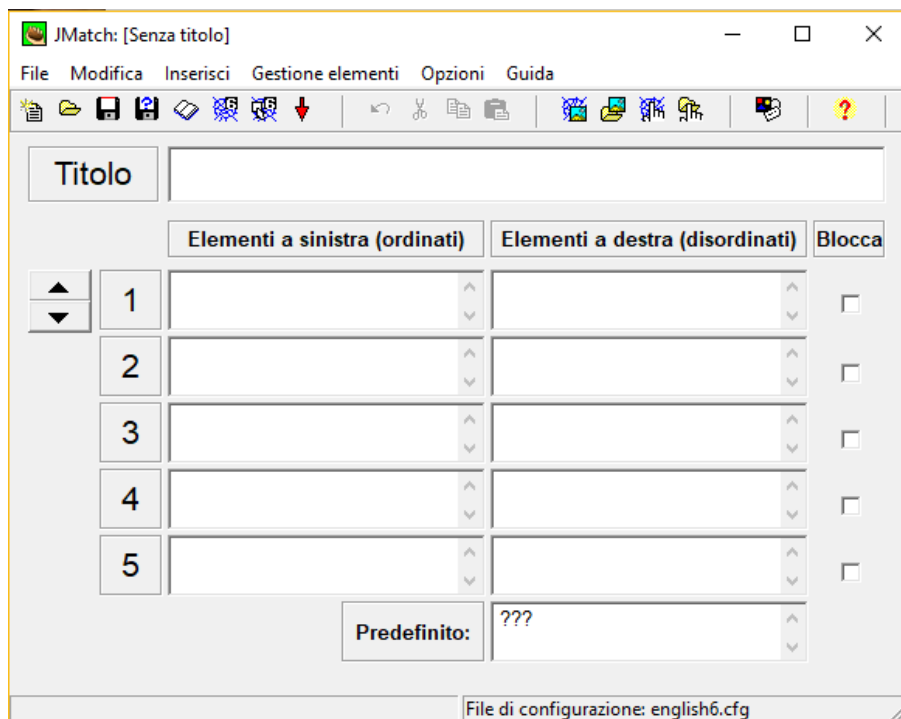 JMatch: [Senza titolo]
File Modifica Inserisci Gestione elementi Opzioni Guida
Titolo
Elementi a sinistra (ordinati) Elementi a destra (disordinati) Blocca
1
2
3
4
5
Predefinito: ???
File di configurazione: english6.cfg